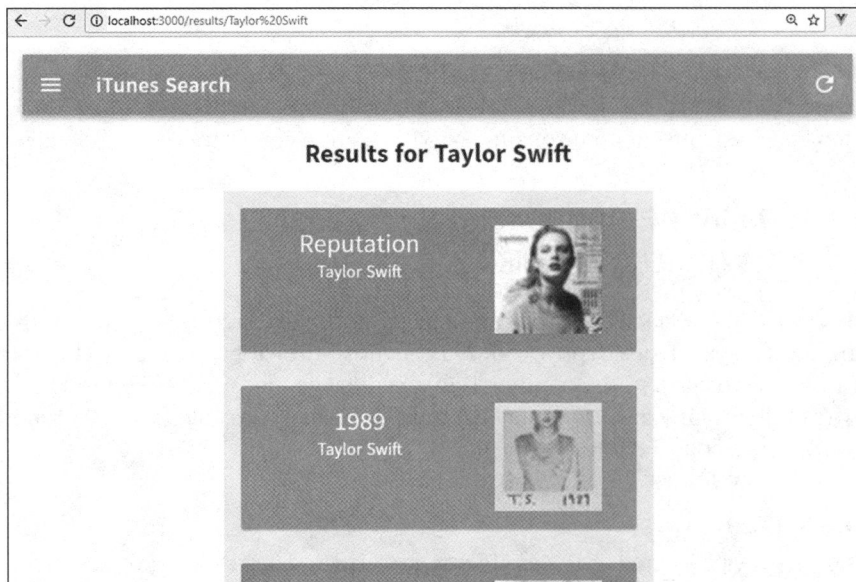 localhost:3000/results/Taylor%20Swift
iTunes Search
Results for Taylor Swift
Reputation
Taylor Swift
1989
Taylor Swift
T.S. 1989